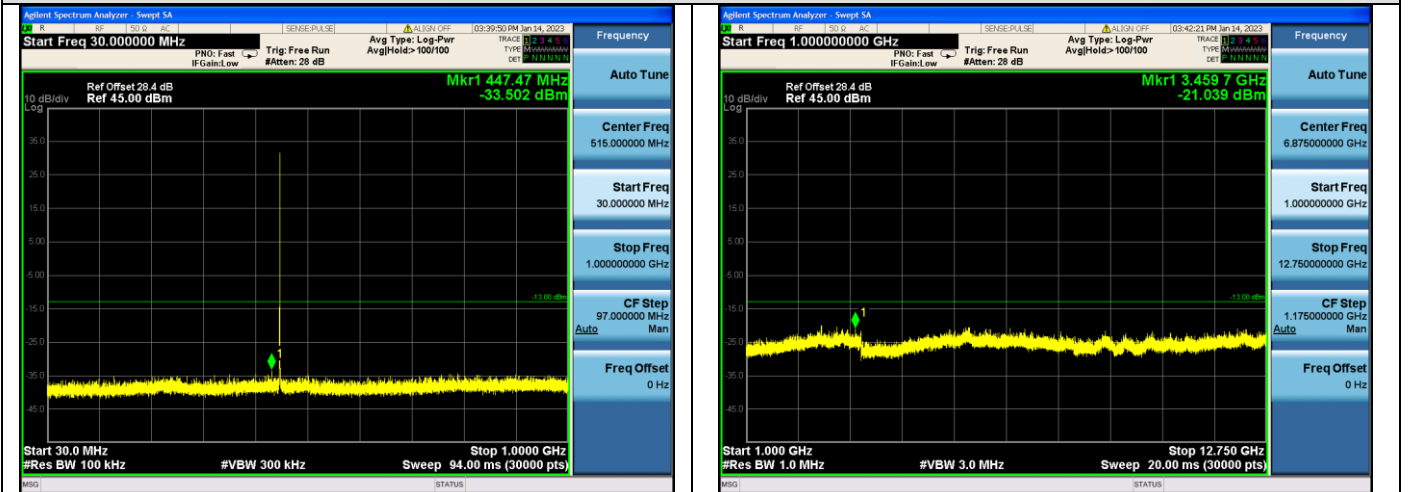 Agilent Spectrum Analyzer - Swept SA
R RF 50 Ω AC SENSE:PULSE ALIGN OFF 03:39:50 PM Jan 14, 2023
Start Freq 30.000000 MHz
PNO: Fast
IFGain:Low
Trig: Free Run
#Atten: 28 dB
Avg Type: Log-Pwr
Avg|Hold:> 100/100
TRACE 1 2 3 4 5 6
TYPE
DET P N N N N N
Ref Offset 28.4 dB
Ref 45.00 dBm
10 dB/div
Log
Mkr1 447.47 MHz
-33.502 dBm
35.0
25.0
15.0
5.00
-5.00
-13.00 dBm
-15.0
-25.0
1
-35.0
-45.0
Start 30.0 MHz
Stop 1.0000 GHz
#Res BW 100 kHz
#VBW 300 kHz
Sweep 94.00 ms (30000 pts)
MSG
STATUS
Frequency
Auto Tune
Center Freq
515.000000 MHz
Start Freq
30.000000 MHz
Stop Freq
1.000000000 GHz
CF Step
97.000000 MHz
Auto Man
Freq Offset
0 Hz
Agilent Spectrum Analyzer - Swept SA
R RF 50 Ω AC SENSE:PULSE ALIGN OFF 03:42:21 PM Jan 14, 2023
Start Freq 1.000000000 GHz
PNO: Fast
IFGain:Low
Trig: Free Run
#Atten: 28 dB
Avg Type: Log-Pwr
Avg|Hold:> 100/100
TRACE 1 2 3 4 5 6
TYPE
DET P N N N N N
Ref Offset 28.4 dB
Ref 45.00 dBm
10 dB/div
Log
Mkr1 3.459 7 GHz
-21.039 dBm
35.0
25.0
15.0
5.00
-5.00
-13.00 dBm
-15.0
1
-25.0
-35.0
-45.0
Start 1.000 GHz
Stop 12.750 GHz
#Res BW 1.0 MHz
#VBW 3.0 MHz
Sweep 20.00 ms (30000 pts)
MSG
STATUS
Frequency
Auto Tune
Center Freq
6.875000000 GHz
Start Freq
1.000000000 GHz
Stop Freq
12.750000000 GHz
CF Step
1.175000000 GHz
Auto Man
Freq Offset
0 Hz